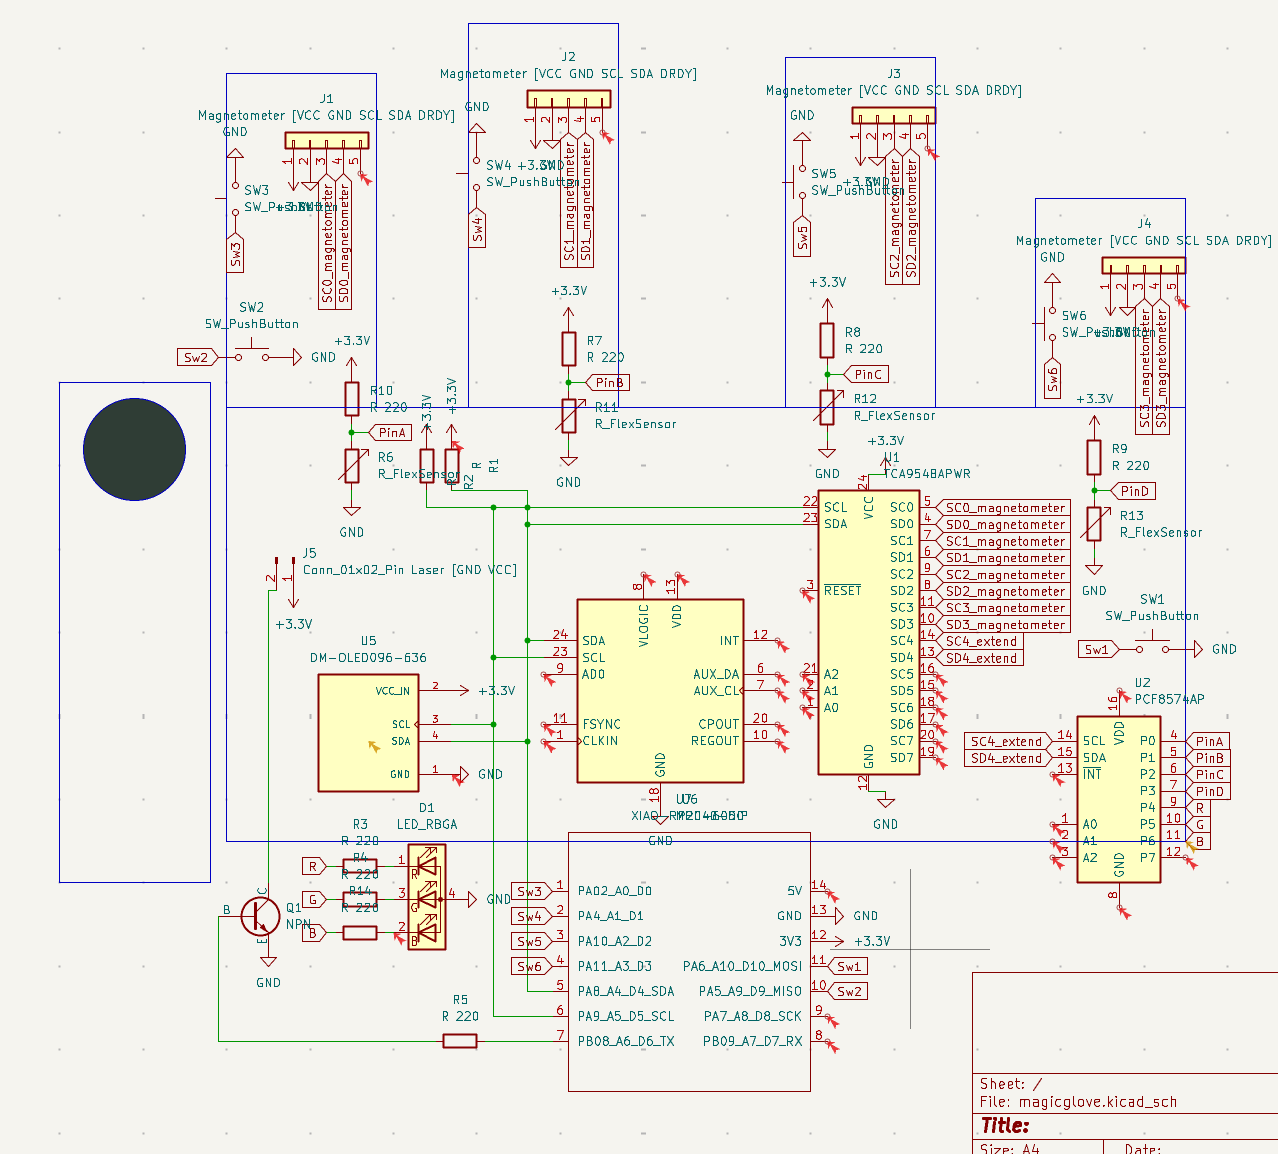 J2
Magnetometer [VCC GND SCL SDA DRDY]
GND
1 2 3 4 5
SW4 +3.3V GND
SW_PushButton
SC1_magnetometer
SD1_magnetometer
Sw4
J3
Magnetometer [VCC GND SCL SDA DRDY]
GND
1 2 3 4 5
SW5
SW_PushButton
+3.3V GND
SC2_magnetometer
SD2_magnetometer
Sw5
J1
Magnetometer [VCC GND SCL SDA DRDY]
GND
1 2 3 4 5
SW3
SW_PushButton
+3.3V GND
SC0_magnetometer
SD0_magnetometer
Sw3
J4
Magnetometer [VCC GND SCL SDA DRDY]
GND
1 2 3 4 5
SW6
SW_PushButton
+3.3V GND
SC3_magnetometer
SD3_magnetometer
Sw6
SW2
SW_PushButton
Sw2
GND
+3.3V
R10
R 220
PinA
R6
R_FlexSensor
GND
+3.3V
+3.3V
R
R1
R
R2
+3.3V
R7
R 220
PinB
R11
R_FlexSensor
GND
+3.3V
R8
R 220
PinC
R12
R_FlexSensor
GND
+3.3V
R9
R 220
PinD
R13
R_FlexSensor
GND
+3.3V
U1
TCA9548APWR
24
VCC
22 SCL SC0 5 SC0_magnetometer
23 SDA SD0 4 SD0_magnetometer
SC1 7 SC1_magnetometer
SD1 6 SD1_magnetometer
SC2 9 SC2_magnetometer
3 RESET SD2 8 SD2_magnetometer
SC3 11 SC3_magnetometer
SD3 10 SD3_magnetometer
SC4 14 SC4_extend
SD4 13 SD4_extend
21 A2 SC5 16
2 A1 SD5 15
1 A0 SC6 18
SD6 17
SC7 20
SD7 19
GND
12
GND
J5
Conn_01x02_Pin Laser [GND VCC]
2 1
+3.3V
U5
DM-OLED096-636
VCC_IN 2 +3.3V
SCL 3
SDA 4
GND 1 GND
8 13
VLOGIC VDD
24 SDA INT 12
23 SCL
9 AD0 AUX_DA 6
AUX_CL 7
11 FSYNC CPOUT 20
1 CLKIN REGOUT 10
GND
18
GND
SW1
SW_PushButton
Sw1
GND
U2
PCF8574AP
16
VDD
SC4_extend 14 SCL P0 4 PinA
SD4_extend 15 SDA P1 5 PinB
13 INT P2 6 PinC
P3 7 PinD
P4 9 R
1 A0 P5 10 G
2 A1 P6 11 B
3 A2 P7 12
GND
8
D1
LED_RBGA
R3
R 220
R4
R 220
R14
R 220
R 1 R
G 3 G 4 GND
B 2 B
B
C
E
Q1
NPN
GND
R5
R 220
U6
Sw3 1 PA02_A0_D0 5V 14
Sw4 2 PA4_A1_D1 GND 13 GND
Sw5 3 PA10_A2_D2 3V3 12 +3.3V
Sw6 4 PA11_A3_D3 PA6_A10_D10_MOSI 11 Sw1
5 PA8_A4_D4_SDA PA5_A9_D9_MISO 10 Sw2
6 PA9_A5_D5_SCL PA7_A8_D8_SCK 9
7 PB08_A6_D6_TX PB09_A7_D7_RX 8
Sheet: /
File: magicglove.kicad_sch
Title:
Size: A4
Date: